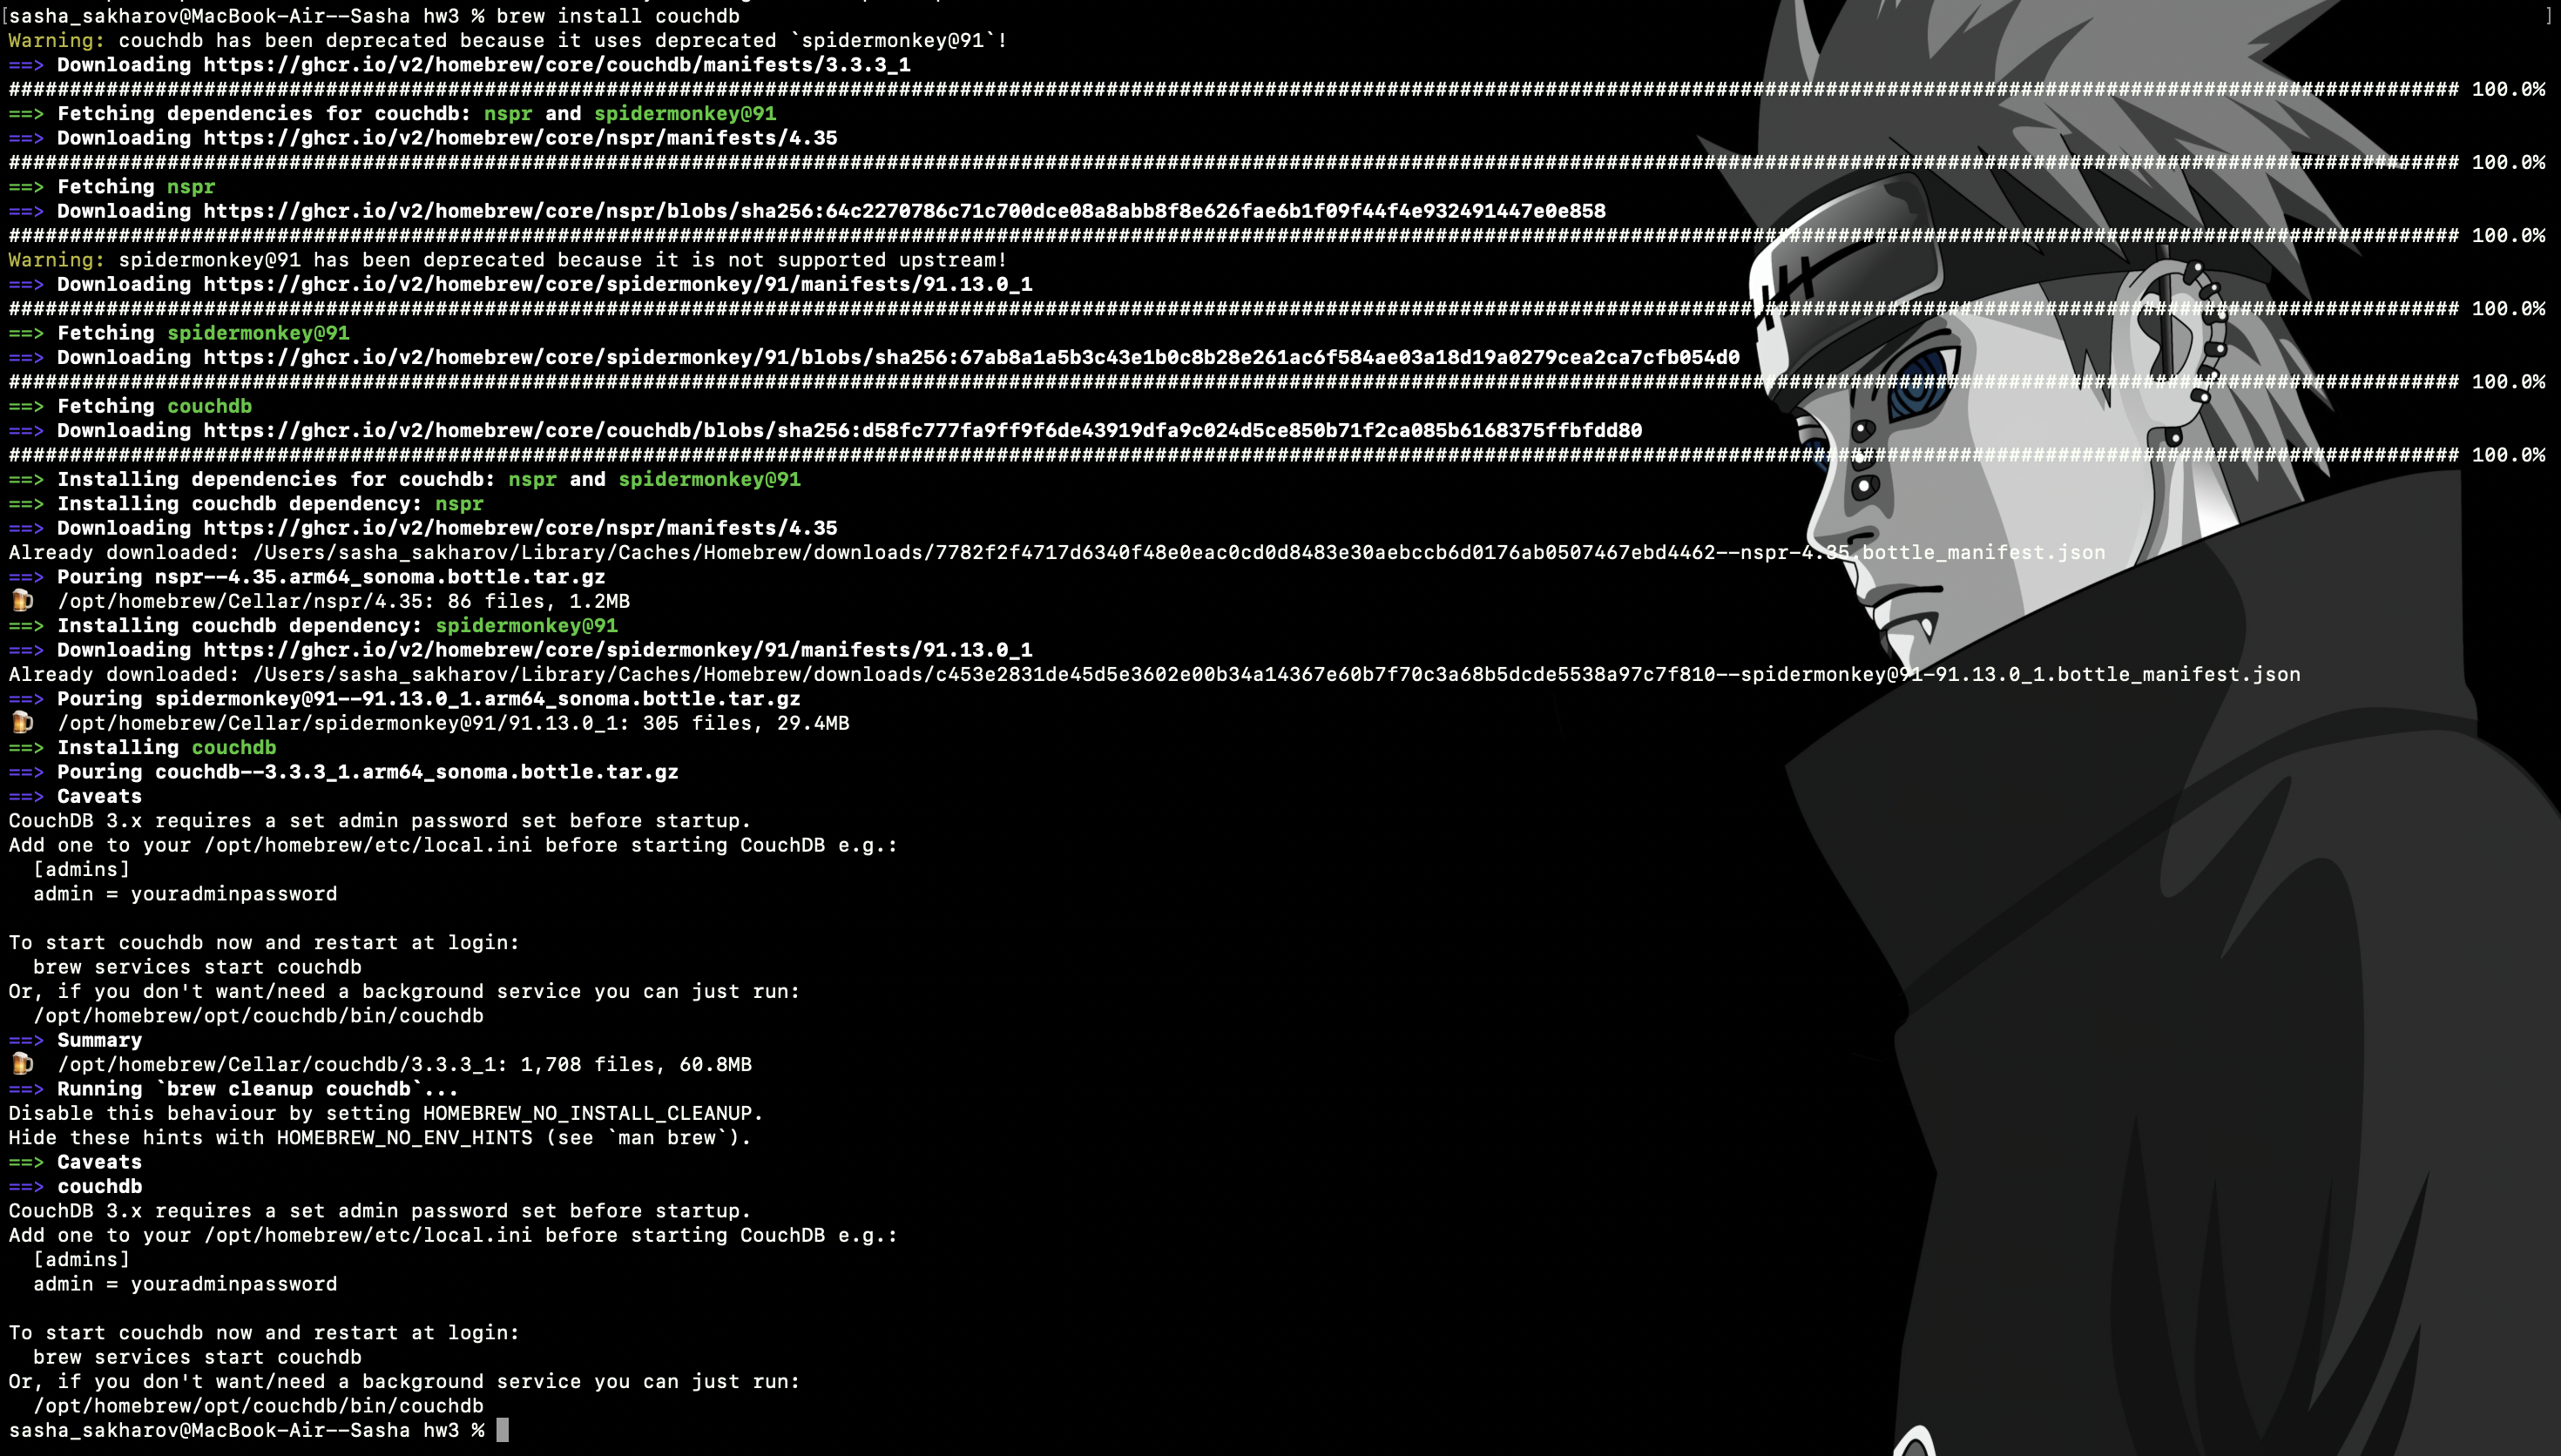 [sasha_sakharov@MacBook-Air--Sasha hw3 % brew install couchdb ]
Warning: couchdb has been deprecated because it uses deprecated `spidermonkey@91`!
==> Downloading https://ghcr.io/v2/homebrew/core/couchdb/manifests/3.3.3_1
######################################################################## 100.0%
==> Fetching dependencies for couchdb: nspr and spidermonkey@91
==> Downloading https://ghcr.io/v2/homebrew/core/nspr/manifests/4.35
######################################################################## 100.0%
==> Fetching nspr
==> Downloading https://ghcr.io/v2/homebrew/core/nspr/blobs/sha256:64c2270786c71c700dce08a8abb8f8e626fae6b1f09f44f4e932491447e0e858
######################################################################## 100.0%
Warning: spidermonkey@91 has been deprecated because it is not supported upstream!
==> Downloading https://ghcr.io/v2/homebrew/core/spidermonkey/91/manifests/91.13.0_1
######################################################################## 100.0%
==> Fetching spidermonkey@91
==> Downloading https://ghcr.io/v2/homebrew/core/spidermonkey/91/blobs/sha256:67ab8a1a5b3c43e1b0c8b28e261ac6f584ae03a18d19a0279cea2ca7cfb054d0
######################################################################## 100.0%
==> Fetching couchdb
==> Downloading https://ghcr.io/v2/homebrew/core/couchdb/blobs/sha256:d58fc777fa9ff9f6de43919dfa9c024d5ce850b71f2ca085b6168375ffbfdd80
######################################################################## 100.0%
==> Installing dependencies for couchdb: nspr and spidermonkey@91
==> Installing couchdb dependency: nspr
==> Downloading https://ghcr.io/v2/homebrew/core/nspr/manifests/4.35
Already downloaded: /Users/sasha_sakharov/Library/Caches/Homebrew/downloads/7782f2f4717d6340f48e0eac0cd0d8483e30aebccb6d0176ab0507467ebd4462--nspr-4.35.bottle_manifest.json
==> Pouring nspr--4.35.arm64_sonoma.bottle.tar.gz
🍺  /opt/homebrew/Cellar/nspr/4.35: 86 files, 1.2MB
==> Installing couchdb dependency: spidermonkey@91
==> Downloading https://ghcr.io/v2/homebrew/core/spidermonkey/91/manifests/91.13.0_1
Already downloaded: /Users/sasha_sakharov/Library/Caches/Homebrew/downloads/c453e2831de45d5e3602e00b34a14367e60b7f70c3a68b5dcde5538a97c7f810--spidermonkey@91-91.13.0_1.bottle_manifest.json
==> Pouring spidermonkey@91--91.13.0_1.arm64_sonoma.bottle.tar.gz
🍺  /opt/homebrew/Cellar/spidermonkey@91/91.13.0_1: 305 files, 29.4MB
==> Installing couchdb
==> Pouring couchdb--3.3.3_1.arm64_sonoma.bottle.tar.gz
==> Caveats
CouchDB 3.x requires a set admin password set before startup.
Add one to your /opt/homebrew/etc/local.ini before starting CouchDB e.g.:
  [admins]
  admin = youradminpassword

To start couchdb now and restart at login:
  brew services start couchdb
Or, if you don't want/need a background service you can just run:
  /opt/homebrew/opt/couchdb/bin/couchdb
==> Summary
🍺  /opt/homebrew/Cellar/couchdb/3.3.3_1: 1,708 files, 60.8MB
==> Running `brew cleanup couchdb`...
Disable this behaviour by setting HOMEBREW_NO_INSTALL_CLEANUP.
Hide these hints with HOMEBREW_NO_ENV_HINTS (see `man brew`).
==> Caveats
==> couchdb
CouchDB 3.x requires a set admin password set before startup.
Add one to your /opt/homebrew/etc/local.ini before starting CouchDB e.g.:
  [admins]
  admin = youradminpassword

To start couchdb now and restart at login:
  brew services start couchdb
Or, if you don't want/need a background service you can just run:
  /opt/homebrew/opt/couchdb/bin/couchdb
sasha_sakharov@MacBook-Air--Sasha hw3 %